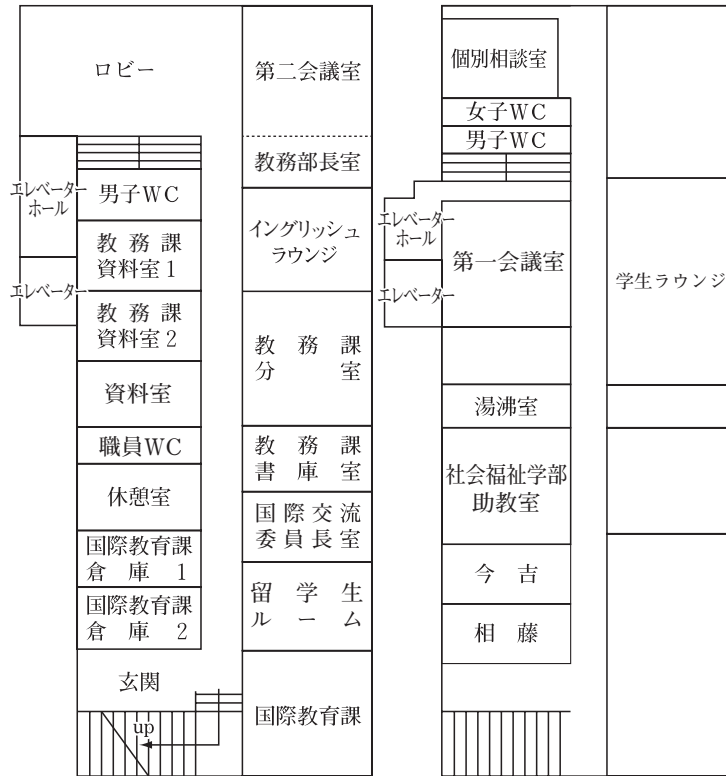 ロビー
エレベーター
ホール
男子WC
教務課
資料室1
エレベーター
教務課
資料室2
資料室
職員WC
休憩室
国際教育課
倉庫1
国際教育課
倉庫2
玄関
up
第二会議室
教務部長室
イングリッシュ
ラウンジ
教務課
分室
教務課
書庫室
国際交流
委員長室
留学生
ルーム
国際教育課
個別相談室
女子WC
男子WC
エレベーター
ホール
第一会議室
エレベーター
湯沸室
社会福祉学部
助教室
今吉
相藤
学生ラウンジ